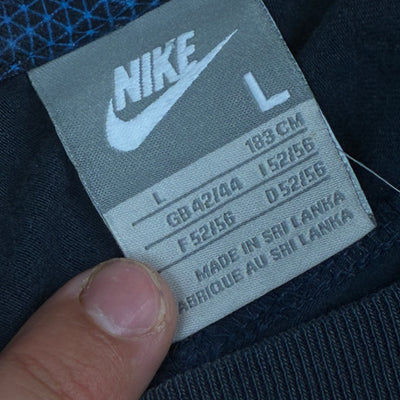 NIKE
L
L 183 CM
GB 42/44 I 52/56
F 52/56 D 52/56
MADE IN SRI LANKA
FABRIQUE AU SRI LANKA